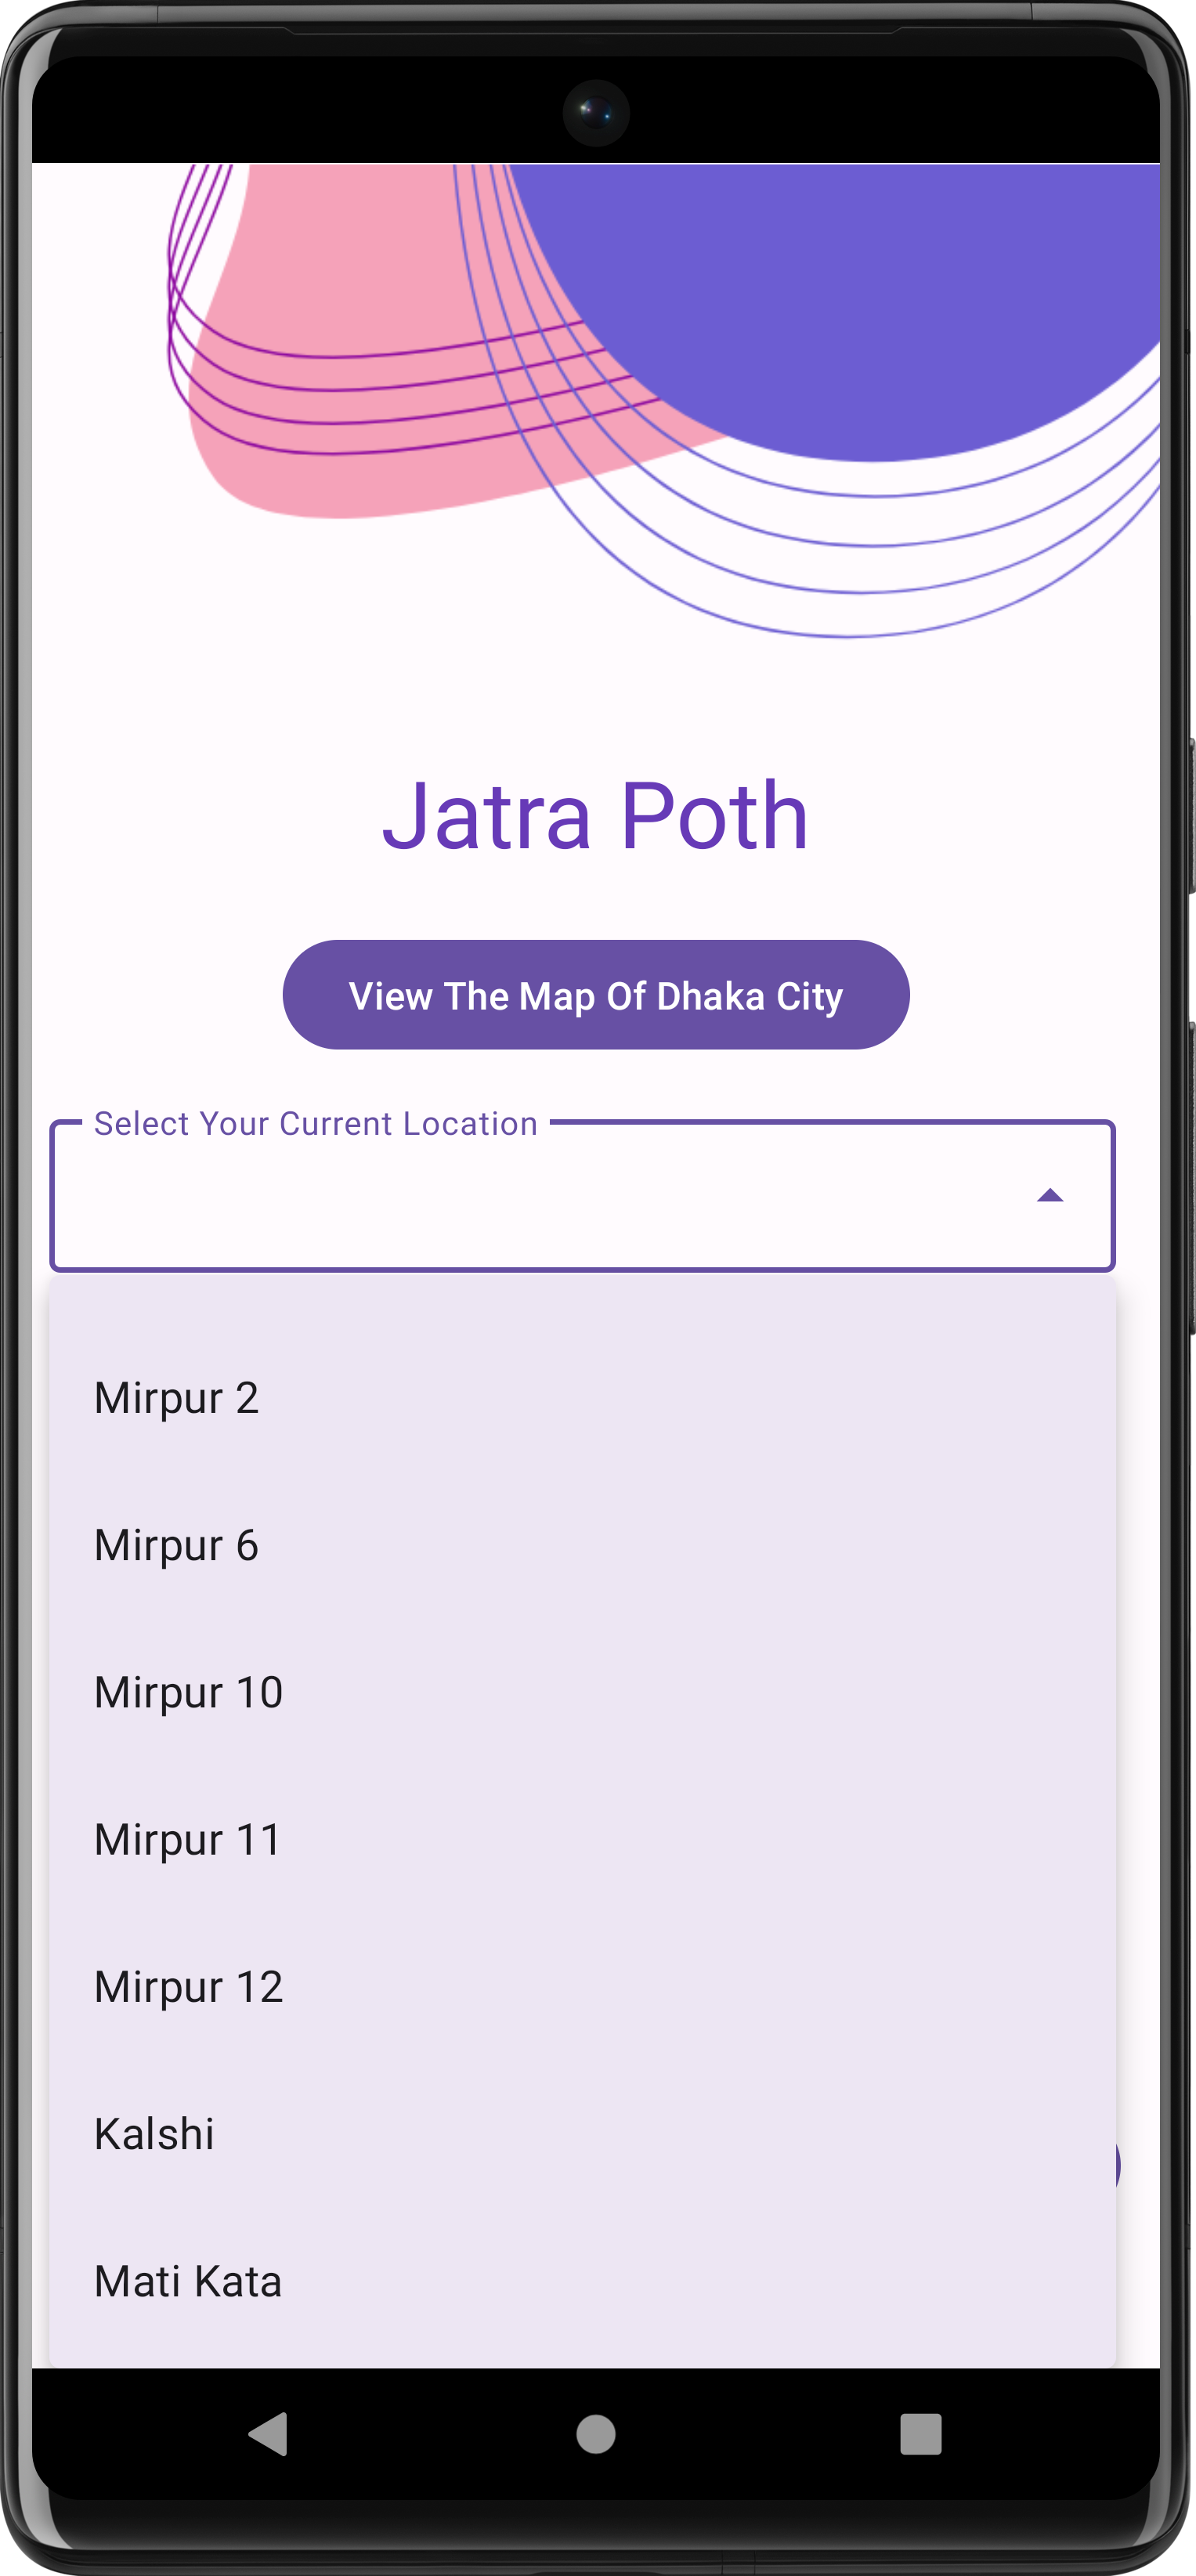 Jatra Poth
View The Map Of Dhaka City
Select Your Current Location
Mirpur 2
Mirpur 6
Mirpur 10
Mirpur 11
Mirpur 12
Kalshi
Mati Kata